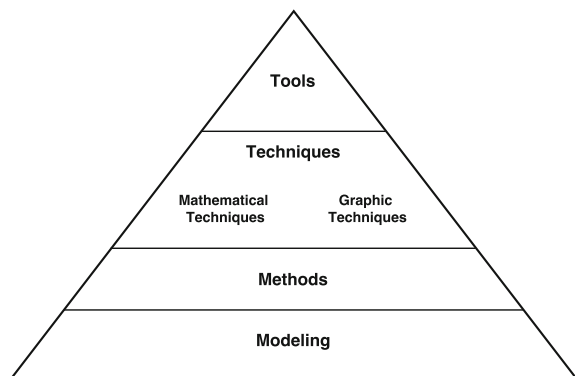 Tools
Techniques
Mathematical Graphic
Techniques Techniques
Methods
Modeling